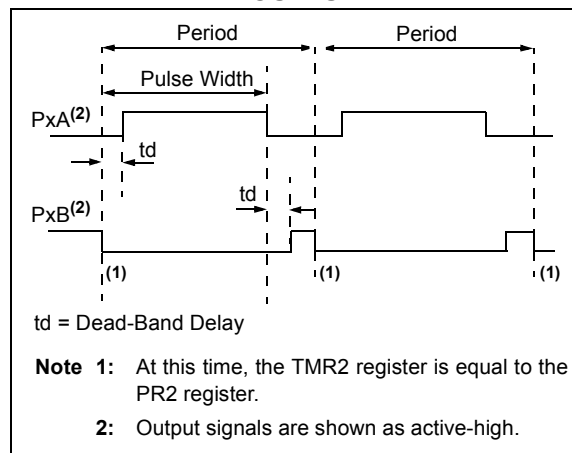 Period Period
Pulse Width
PxA(2)
td
td
PxB(2)
(1) (1) (1)
td = Dead-Band Delay
Note 1: At this time, the TMR2 register is equal to the
PR2 register.
2: Output signals are shown as active-high.